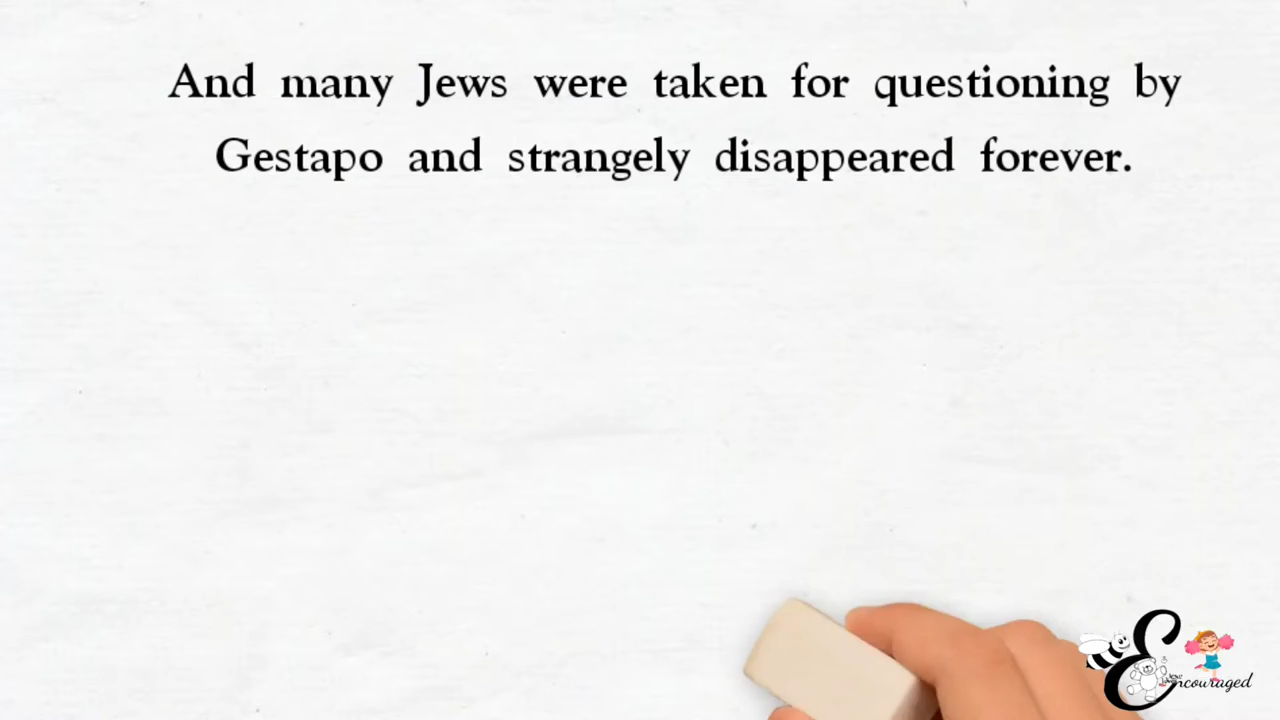 And many Jews were taken for questioning by
Gestapo and strangely disappeared forever.
Encouraged